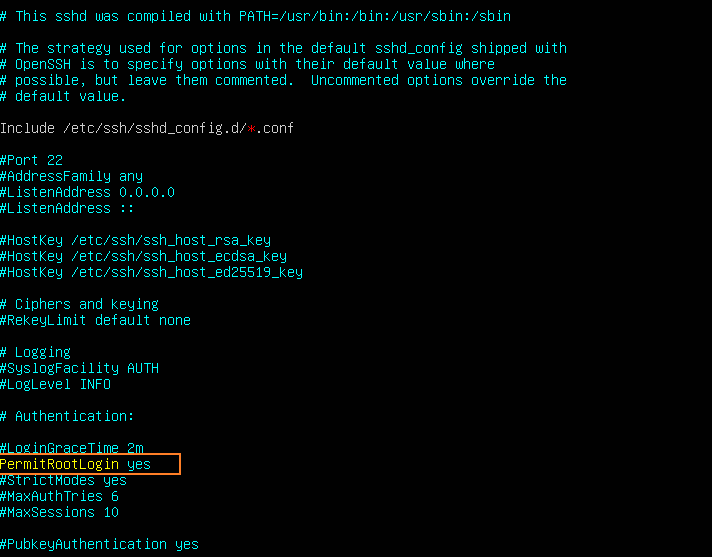 # This sshd was compiled with PATH=/usr/bin:/bin:/usr/sbin:/sbin
# The strategy used for options in the default sshd_config shipped with
# OpenSSH is to specify options with their default value where
# possible, but leave them commented.  Uncommented options override the
# default value.
Include /etc/ssh/sshd_config.d/*.conf
#Port 22
#AddressFamily any
#ListenAddress 0.0.0.0
#ListenAddress ::
#HostKey /etc/ssh/ssh_host_rsa_key
#HostKey /etc/ssh/ssh_host_ecdsa_key
#HostKey /etc/ssh/ssh_host_ed25519_key
# Ciphers and keying
#RekeyLimit default none
# Logging
#SyslogFacility AUTH
#LogLevel INFO
# Authentication:
#LoginGraceTime 2m
PermitRootLogin yes
#StrictModes yes
#MaxAuthTries 6
#MaxSessions 10
#PubkeyAuthentication yes